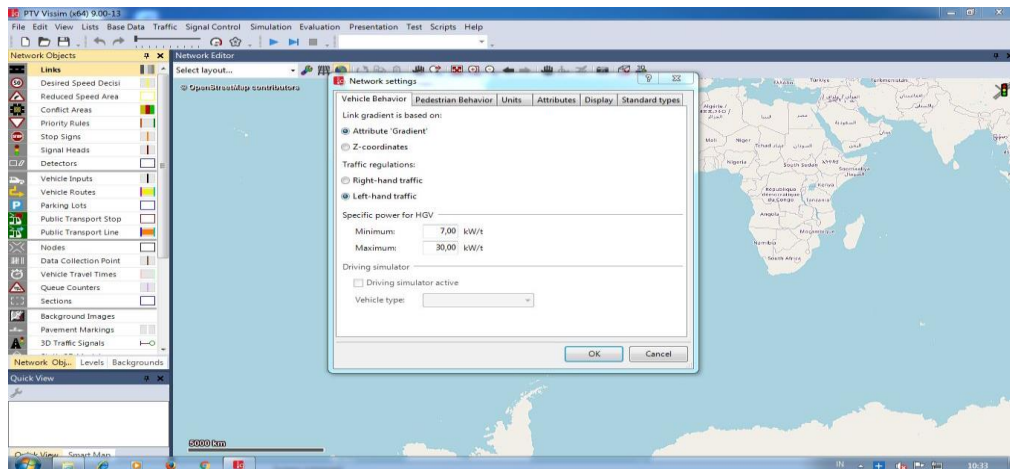 PTV Vissim (x64) 9.00-13
File Edit View Lists Base Data Traffic Signal Control Simulation Evaluation Presentation Test Scripts Help
Network Objects
Links
Desired Speed Decisi
Reduced Speed Area
Conflict Areas
Priority Rules
Stop Signs
Signal Heads
Detectors
Vehicle Inputs
Vehicle Routes
Parking Lots
Public Transport Stop
Public Transport Line
Nodes
Data Collection Point
Vehicle Travel Times
Queue Counters
Sections
Background Images
Pavement Markings
3D Traffic Signals
Network Obj... Levels Backgrounds
Quick View
Quick View Smart Map
Network Editor
Select layout...
© OpenStreetMap contributors
Network settings
Vehicle Behavior Pedestrian Behavior Units Attributes Display Standard types
Link gradient is based on:
Attribute 'Gradient'
Z-coordinates
Traffic regulations:
Right-hand traffic
Left-hand traffic
Specific power for HGV
Minimum: 7,00 kW/t
Maximum: 30,00 kW/t
Driving simulator
Driving simulator active
Vehicle type:
OK Cancel
Türkiye
Mali Niger
Nigeria
South Sudan
Kenya
Tanzania
Angola
Namibia
South Africa
5000 km
IN
10:33